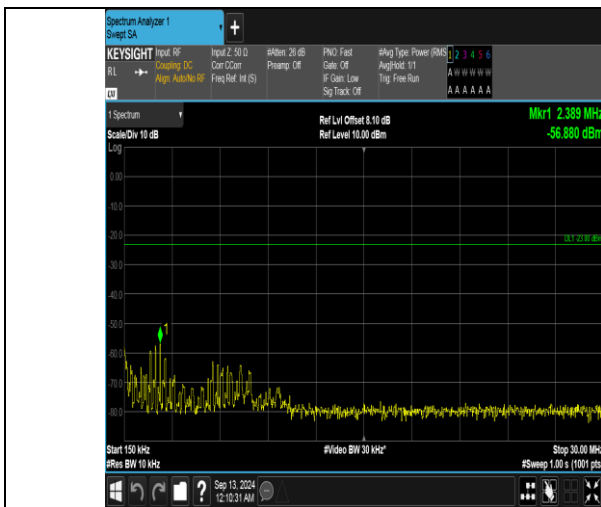 Spectrum Analyzer 1
Swept SA
+
KEYSIGHT
RL
Input: RF
Coupling: DC
Align: Auto/No RF
Input Z: 50 Ω
Corr CCorr
Freq Ref: Int (S)
#Atten: 26 dB
Preamp: Off
PNO: Fast
Gate: Off
IF Gain: Low
Sig Track: Off
#Avg Type: Power (RMS
Avg|Hold: 1/1
Trig: Free Run
1 2 3 4 5 6
A W W W W W
A A A A A A
1 Spectrum
Scale/Div 10 dB
Ref Lvl Offset 8.10 dB
Ref Level 10.00 dBm
Mkr1 2.389 MHz
-56.880 dBm
Log
0.00
-10.0
-20.0
DL1 -23.00 dBm
-30.0
-40.0
-50.0
1
-60.0
-70.0
-80.0
Start 150 kHz
#Res BW 10 kHz
#Video BW 30 kHz*
Stop 30.00 MHz
#Sweep 1.00 s (1001 pts)
?
Sep 13, 2024
12:10:31 AM